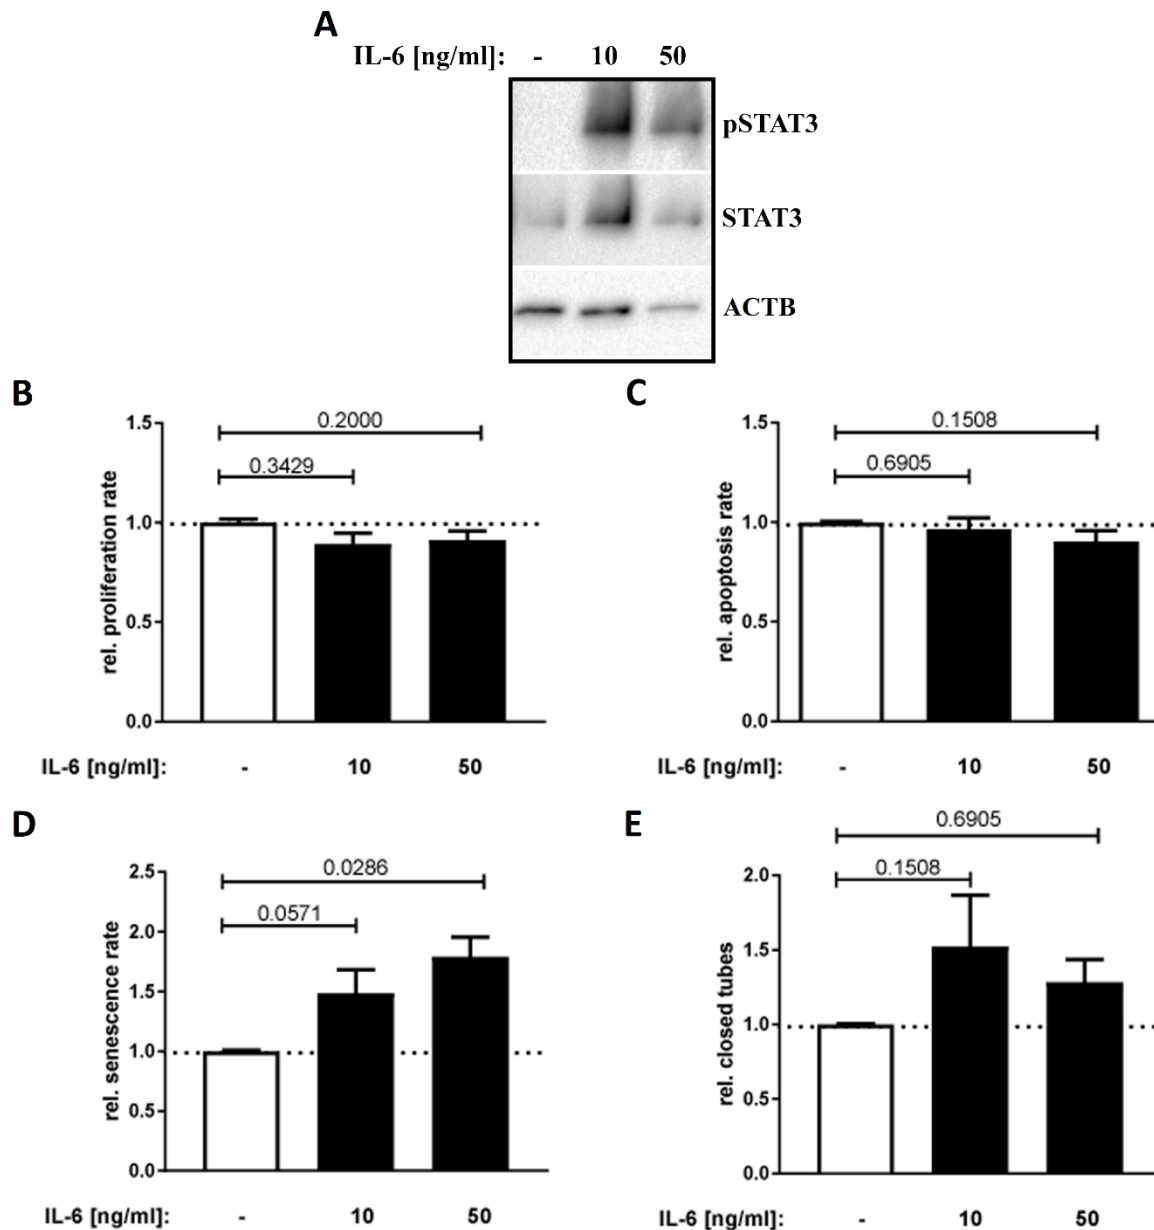 A
IL-6 [ng/ml]: - 10 50
pSTAT3
STAT3
ACTB
B
0.2000
0.3429
1.5
1.0
0.5
0.0
rel. proliferation rate
IL-6 [ng/ml]: - 10 50
C
0.1508
0.6905
1.5
1.0
0.5
0.0
rel. apoptosis rate
IL-6 [ng/ml]: - 10 50
D
0.0286
0.0571
2.5
2.0
1.5
1.0
0.5
0.0
rel. senescence rate
IL-6 [ng/ml]: - 10 50
E
0.6905
0.1508
2.0
1.5
1.0
0.5
0.0
rel. closed tubes
IL-6 [ng/ml]: - 10 50